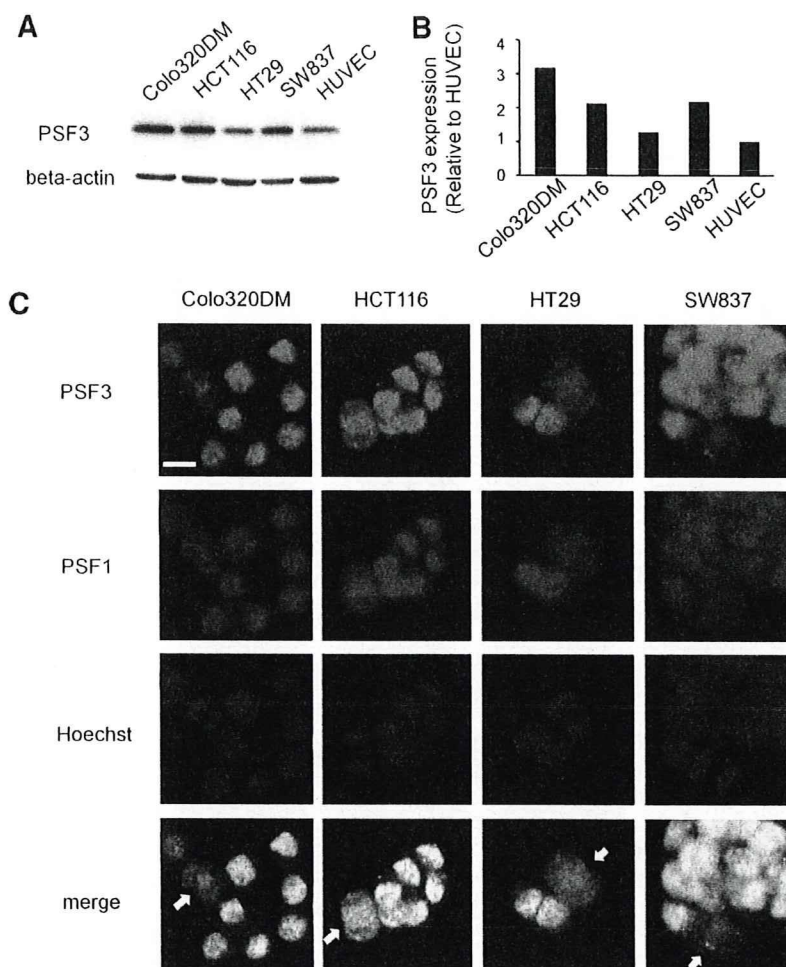 A
Colo320DM
HCT116
HT29
SW837
HUVEC
PSF3
beta-actin
B
PSF3 expression
(Relative to HUVEC)
4
3
2
1
0
Colo320DM
HCT116
HT29
SW837
HUVEC
C
Colo320DM HCT116 HT29 SW837
PSF3
PSF1
Hoechst
merge